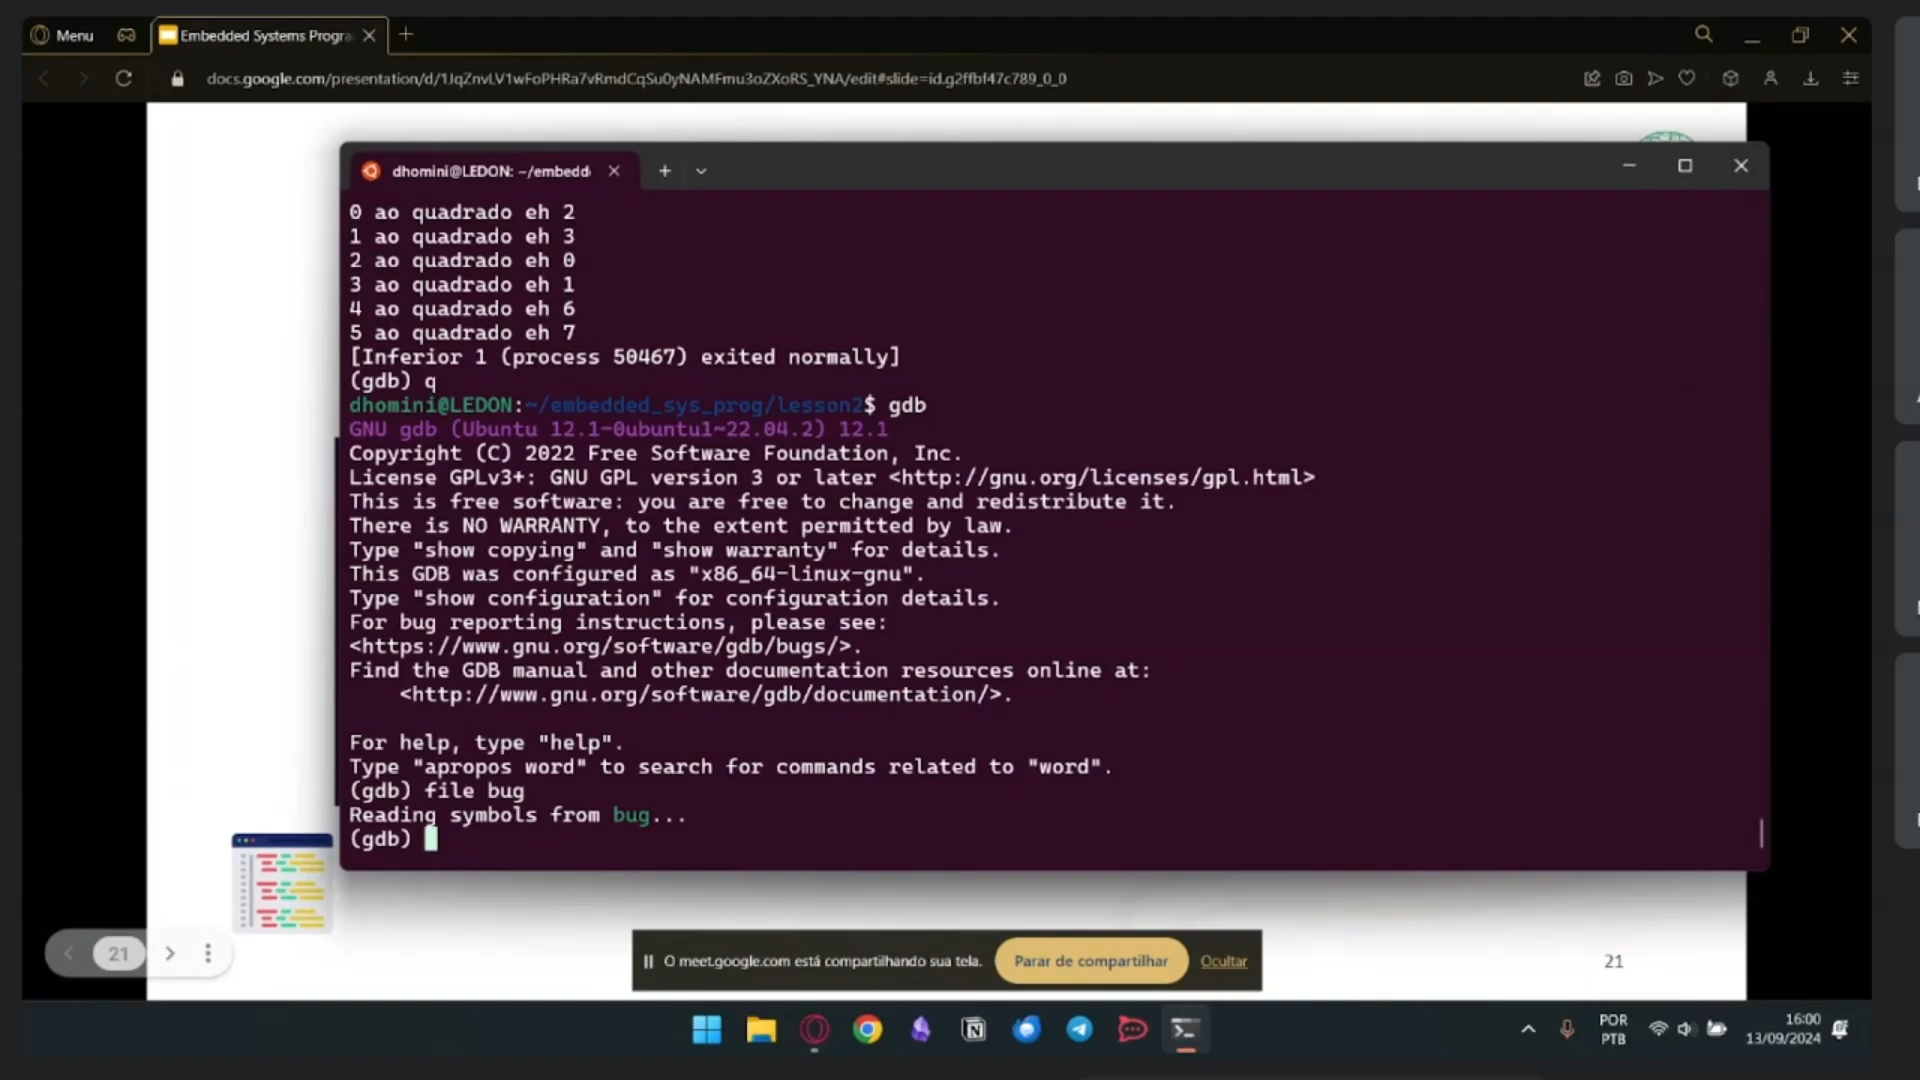 Menu
Embedded Systems Progra
docs.google.com/presentation/d/1JqZnvLV1wFoPHRa7vRmdCqSu0yNAMFmu3oZXoRS_YNA/edit#slide=id.g2ffbf47c789_0_0
dhomini@LEDON: ~/embedd
0 ao quadrado eh 2
1 ao quadrado eh 3
2 ao quadrado eh 0
3 ao quadrado eh 1
4 ao quadrado eh 6
5 ao quadrado eh 7
[Inferior 1 (process 50467) exited normally]
(gdb) q
dhomini@LEDON:~/embedded_sys_prog/lesson2$ gdb
GNU gdb (Ubuntu 12.1-0ubuntu1~22.04.2) 12.1
Copyright (C) 2022 Free Software Foundation, Inc.
License GPLv3+: GNU GPL version 3 or later <http://gnu.org/licenses/gpl.html>
This is free software: you are free to change and redistribute it.
There is NO WARRANTY, to the extent permitted by law.
Type "show copying" and "show warranty" for details.
This GDB was configured as "x86_64-linux-gnu".
Type "show configuration" for configuration details.
For bug reporting instructions, please see:
<https://www.gnu.org/software/gdb/bugs/>.
Find the GDB manual and other documentation resources online at:
<http://www.gnu.org/software/gdb/documentation/>.
For help, type "help".
Type "apropos word" to search for commands related to "word".
(gdb) file bug
Reading symbols from bug...
(gdb)
21
O meet.google.com está compartilhando sua tela.
Parar de compartilhar
Ocultar
21
POR
PTB
16:00
13/09/2024